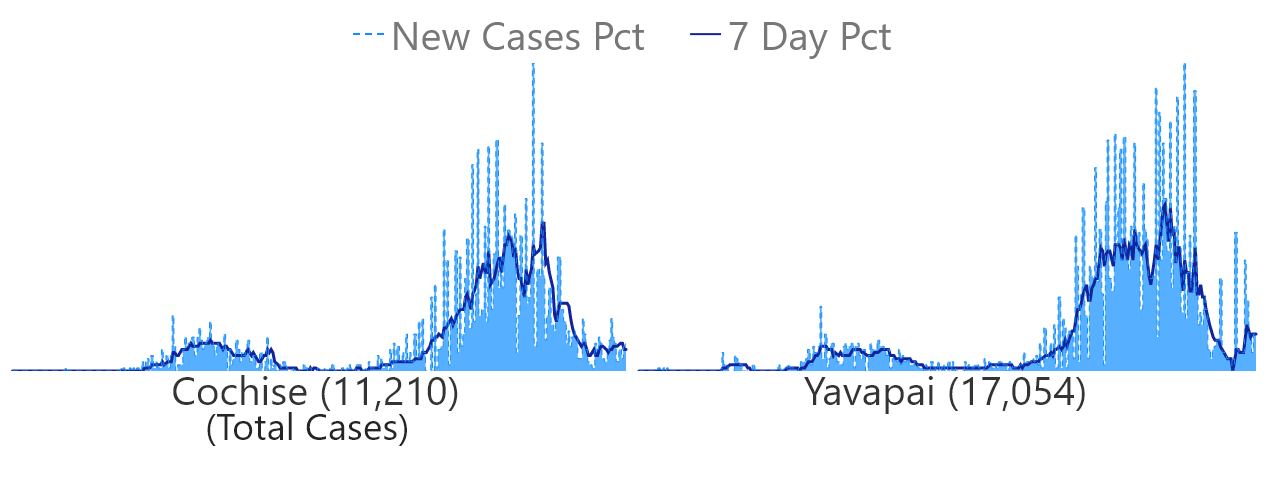 New Cases Pct 7 Day Pct
Cochise (11,210) Yavapai (17,054)
(Total Cases)